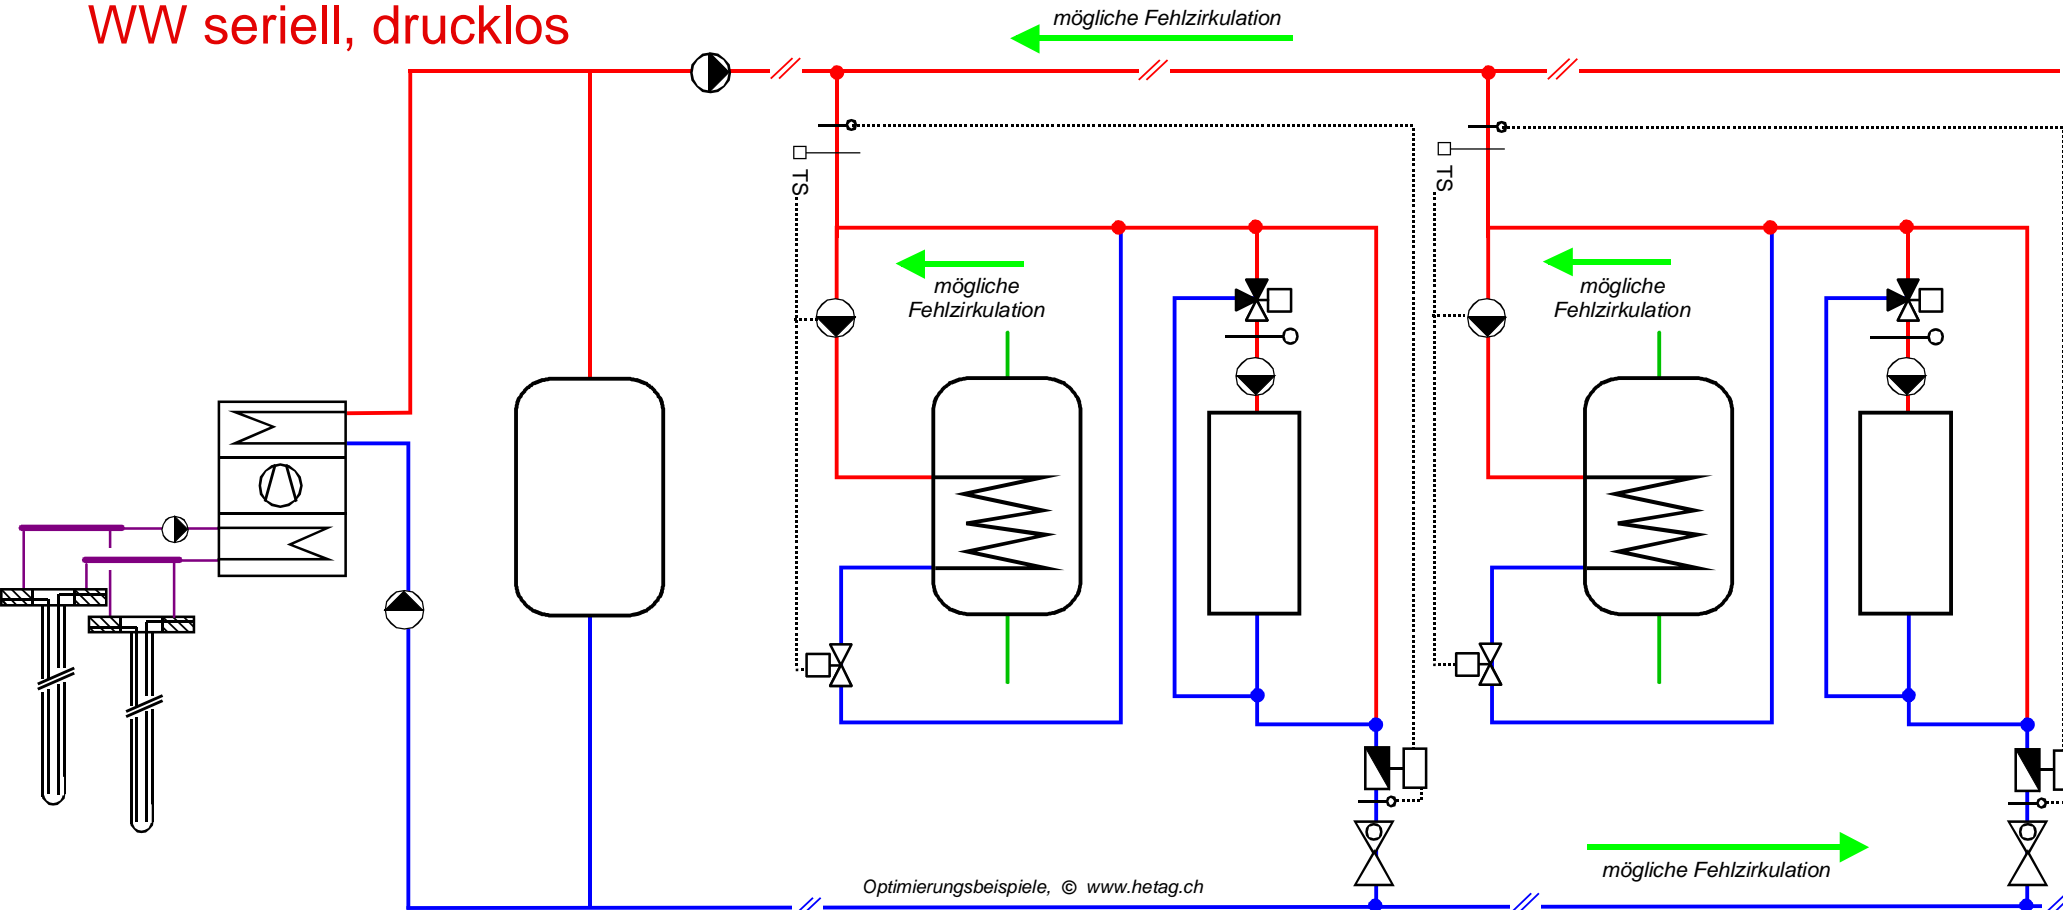 WW seriell, drucklos
mögliche Fehlzirkulation
TS
TS
mögliche
Fehlzirkulation
mögliche
Fehlzirkulation
mögliche Fehlzirkulation
Optimierungsbeispiele, © www.hetag.ch